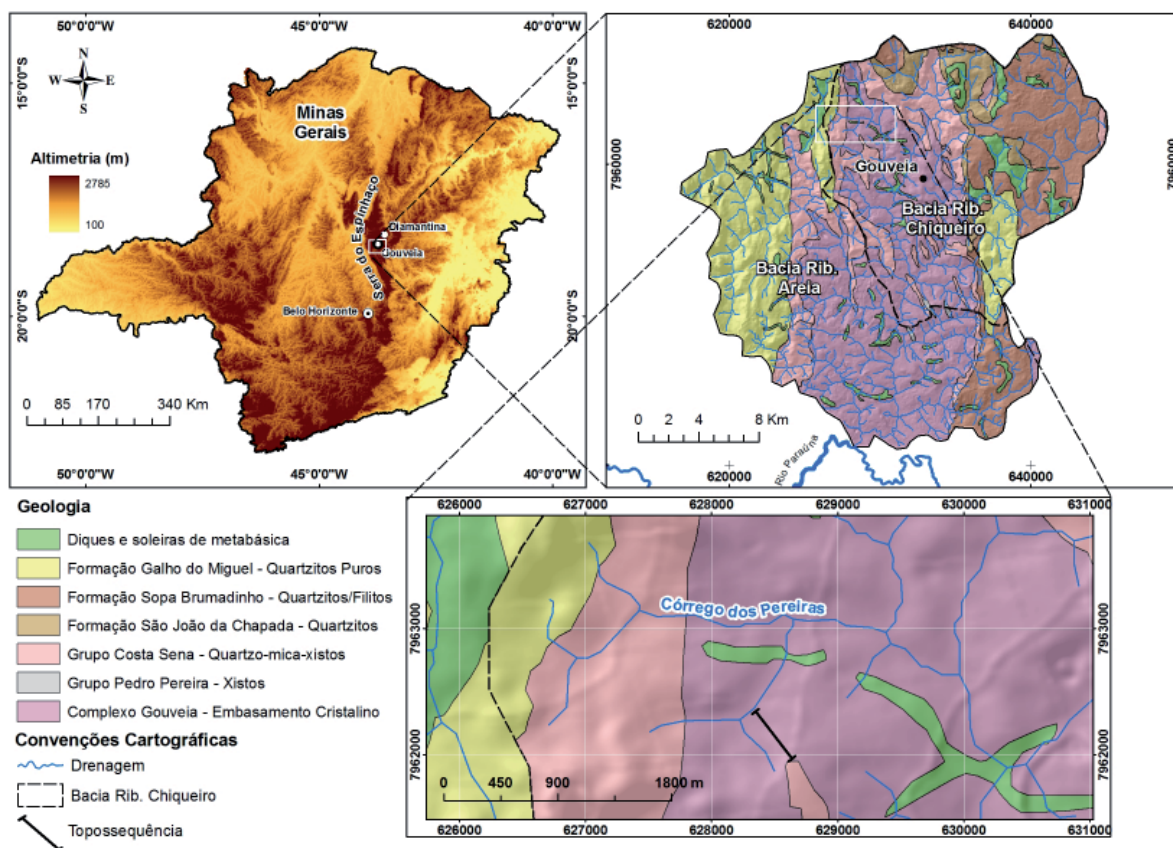 50°0'0"W
45°0'0"W
40°0'0"W
N
W E
S
15°0'0"S
15°0'0"S
Minas
Gerais
Altimetria (m)
2785
100
Serra do Espinhaço
Diamantina
Gouveia
Belo Horizonte
20°0'0"S
20°0'0"S
0 85 170 340 Km
50°0'0"W
45°0'0"W
40°0'0"W
620000
640000
7960000
7960000
Gouveia
Bacia Rib.
Chiqueiro
Bacia Rib.
Areia
0 2 4 8 Km
Rio Paraúna
620000
640000
Geologia
Diques e soleiras de metabásica
Formação Galho do Miguel - Quartzitos Puros
Formação Sopa Brumadinho - Quartzitos/Filitos
Formação São João da Chapada - Quartzitos
Grupo Costa Sena - Quartzo-mica-xistos
Grupo Pedro Pereira - Xistos
Complexo Gouveia - Embasamento Cristalino
Convenções Cartográficas
Drenagem
Bacia Rib. Chiqueiro
Topossequência
626000
627000
628000
629000
630000
631000
7963000
7963000
Córrego dos Pereiras
7962000
7962000
0 450 900 1800 m
626000
627000
628000
629000
630000
631000